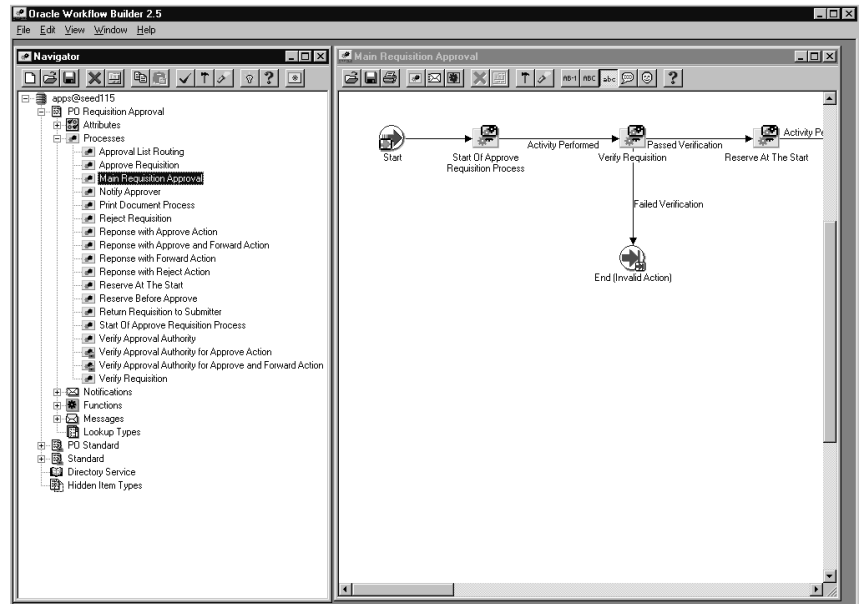 Oracle Workflow Builder 2.5
File Edit View Window Help
Navigator
apps@seed115
PO Requisition Approval
Attributes
Processes
Approval List Routing
Approve Requisition
Main Requisition Approval
Notify Approver
Print Document Process
Reject Requisition
Reponse with Approve Action
Reponse with Approve and Forward Action
Reponse with Forward Action
Reponse with Reject Action
Reserve At The Start
Reserve Before Approve
Return Requisition to Submitter
Start Of Approve Requisition Process
Verify Approval Authority
Verify Approval Authority for Approve Action
Verify Approval Authority for Approve and Forward Action
Verify Requisition
Notifications
Functions
Messages
Lookup Types
PO Standard
Standard
Directory Service
Hidden Item Types
Main Requisition Approval
AB-1 ABC abc
Start
Start Of Approve
Requisition Process
Activity Performed
Verify Requisition
Passed Verification
Reserve At The Start
Activity Pe
Failed Verification
End (Invalid Action)